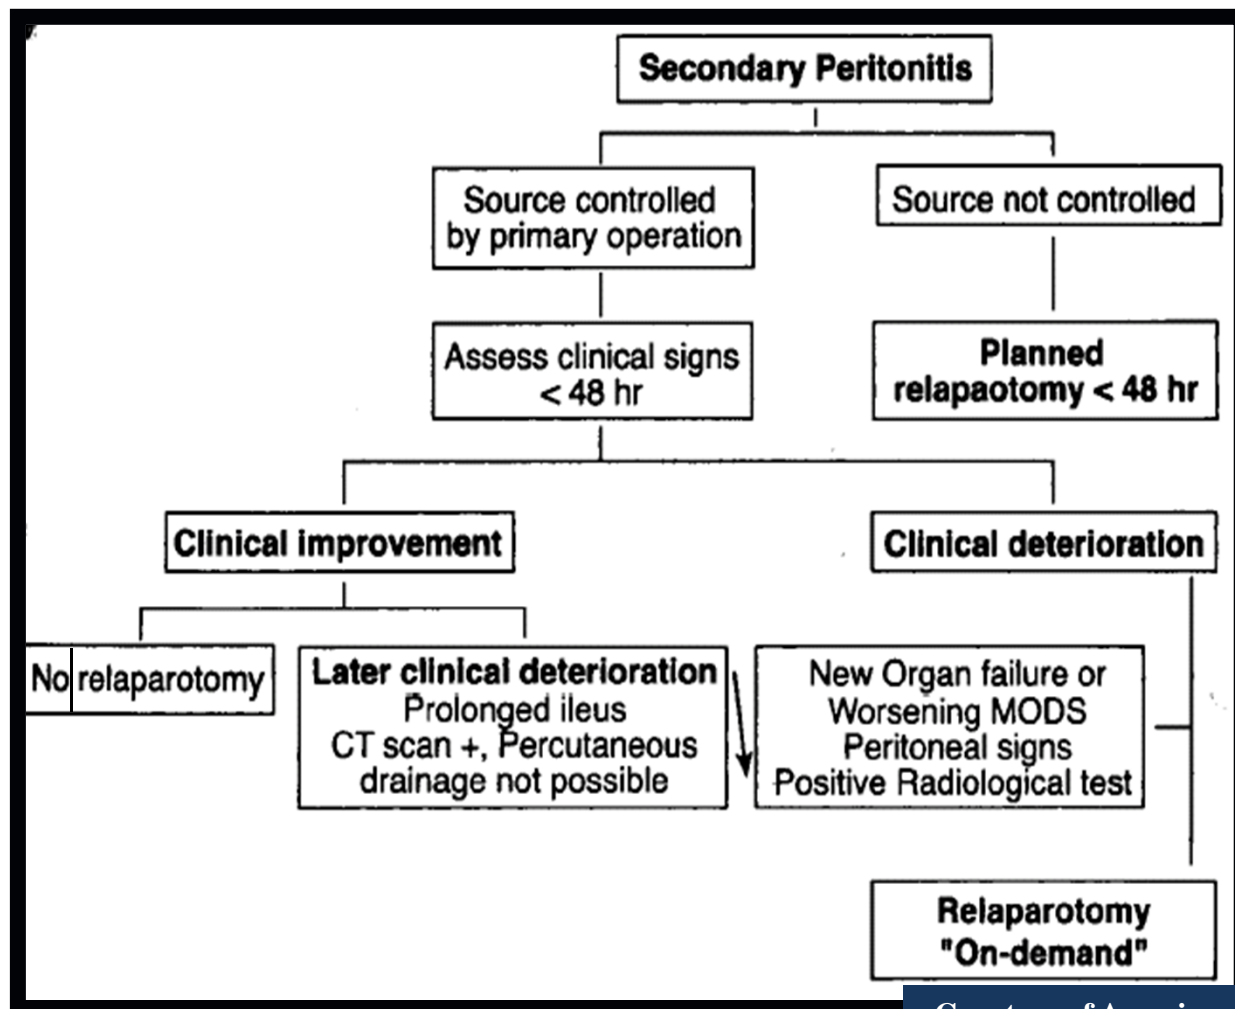 Secondary Peritonitis
Source controlled
by primary operation
Source not controlled
Assess clinical signs
< 48 hr
Planned
relapaotomy < 48 hr
Clinical improvement
Clinical deterioration
No relaparotomy
Later clinical deterioration
Prolonged ileus
CT scan +, Percutaneous
drainage not possible
New Organ failure or
Worsening MODS
Peritoneal signs
Positive Radiological test
Relaparotomy
"On-demand"